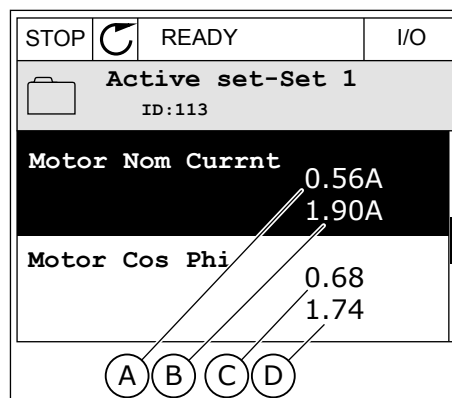 STOP READY I/O
Active set-Set 1
ID:113
Motor Nom Currnt
0.56A
1.90A
Motor Cos Phi
0.68
1.74
A B C D